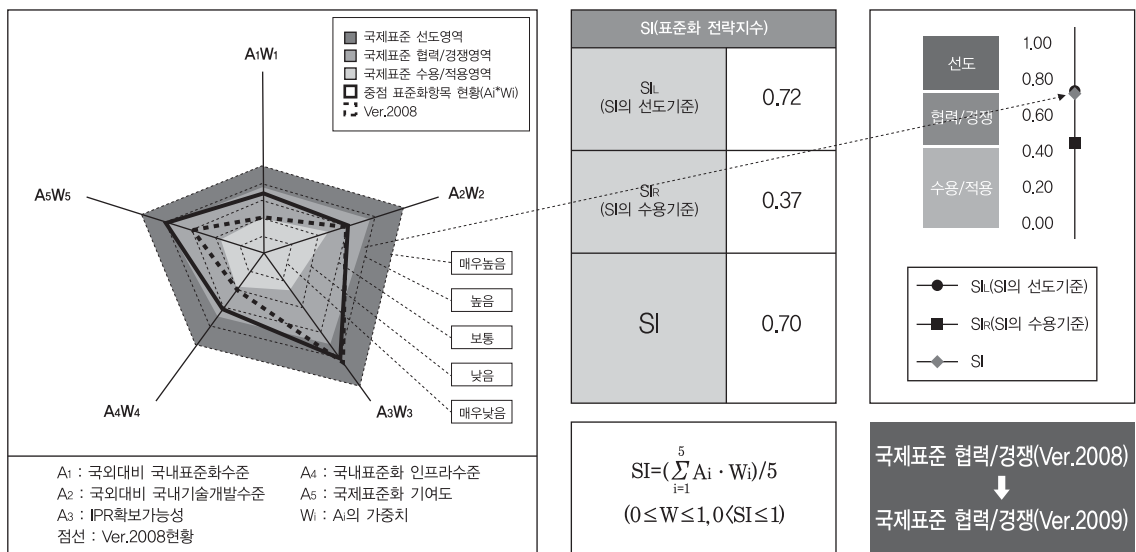 국제표준 선도영역
국제표준 협력/경쟁영역
국제표준 수용/적용영역
중점 표준화항목 현황(Ai*Wi)
Ver.2008
A1W1
A2W2
A5W5
A4W4
A3W3
매우높음
높음
보통
낮음
매우낮음
A1 : 국외대비 국내표준화수준
A2 : 국외대비 국내기술개발수준
A3 : IPR확보가능성
점선 : Ver.2008현황
A4 : 국내표준화 인프라수준
A5 : 국제표준화 기여도
Wi : Ai의 가중치
SI(표준화 전략지수)
SIL
(SI의 선도기준)
0.72
SIR
(SI의 수용기준)
0.37
SI
0.70
SI=(∑Ai · Wi)/5
5
i=1
(0≤W≤1, 0<SI≤1)
선도
협력/경쟁
수용/적용
1.00
0.80
0.60
0.40
0.20
0.00
SIL(SI의 선도기준)
SIR(SI의 수용기준)
SI
국제표준 협력/경쟁(Ver.2008)
국제표준 협력/경쟁(Ver.2009)